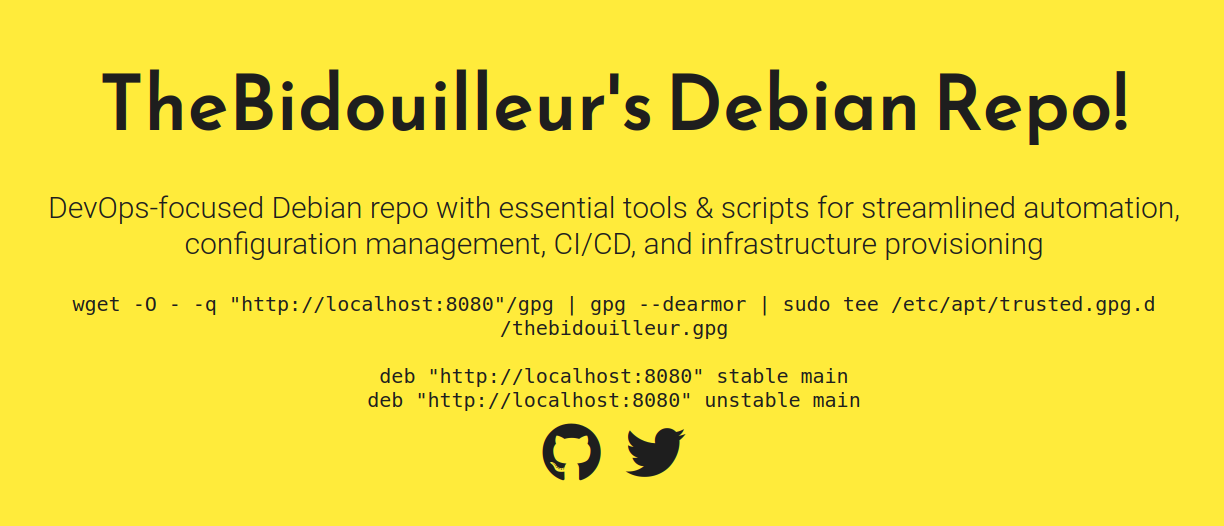 TheBidouilleur's Debian Repo!
DevOps-focused Debian repo with essential tools & scripts for streamlined automation,
configuration management, CI/CD, and infrastructure provisioning
wget -O - -q "http://localhost:8080"/gpg | gpg --dearmor | sudo tee /etc/apt/trusted.gpg.d
/thebidouilleur.gpg
deb "http://localhost:8080" stable main
deb "http://localhost:8080" unstable main